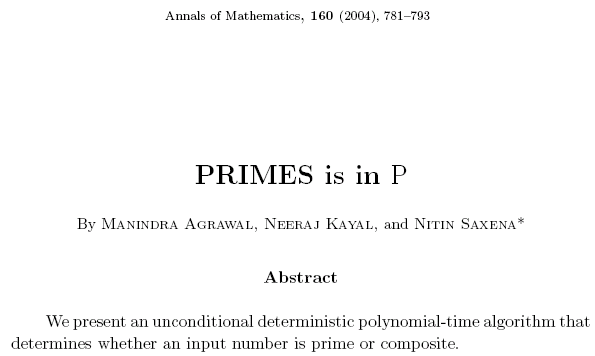 Annals of Mathematics, 160 (2004), 781–793
PRIMES is in P
By Manindra Agrawal, Neeraj Kayal, and Nitin Saxena*
Abstract
We present an unconditional deterministic polynomial-time algorithm that
determines whether an input number is prime or composite.